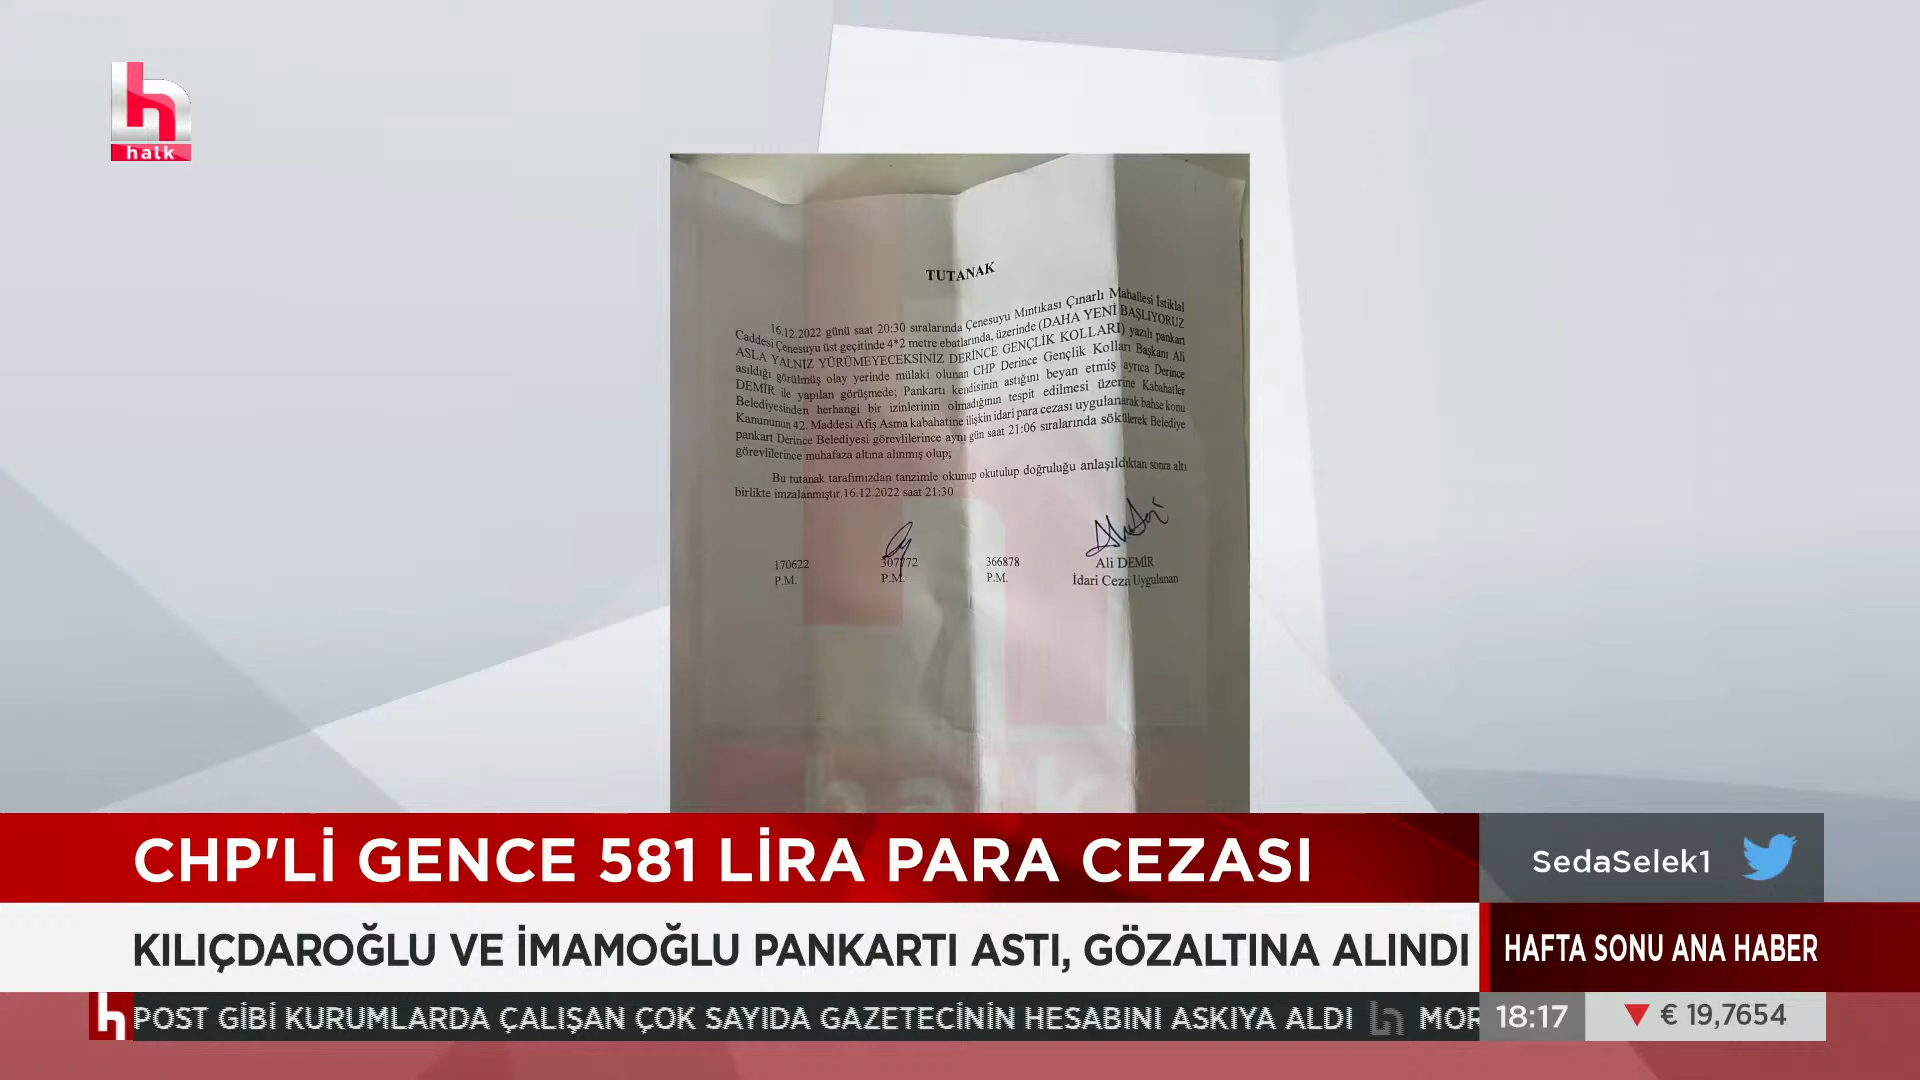 halk
TUTANAK
16.12.2022 günü saat 20:30 sıralarında Çenesuyu Mıntıkası Çınarlı Mahallesi İstiklal
Caddesi Çenesuyu üst geçitinde 4*2 metre ebatlarında, üzerinde (DAHA YENİ BAŞLIYORUZ
ASLA YALNIZ YÜRÜMEYECEKSİNİZ DERİNCE GENÇLİK KOLLARI) yazılı pankart
asıldığı görülmüş olay yerinde mülaki olunan CHP Derince Gençlik Kolları Başkanı Ali
DEMİR ile yapılan görüşmede; Pankartı kendisinin astığını beyan etmiş ayrıca Derince
Belediyesinden herhangi bir izinlerinin olmadığının tespit edilmesi üzerine Kabahatler
Kanununun 42. Maddesi Afiş Asma kabahatine ilişkin idari para cezası uygulanarak bahse konu
pankart Derince Belediyesi görevlilerince aynı gün saat 21:06 sıralarında sökülerek Belediye
görevlilerince muhafaza altına alınmış olup;
Bu tutanak tarafımızdan tanzimle okunup okutulup doğruluğu anlaşıldıktan sonra altı
birlikte imzalanmıştır.16.12.2022 saat 21:30
170622 307772 366878 Ali DEMİR
P.M. P.M. P.M. İdari Ceza Uygulanan
halk
CHP'Lİ GENCE 581 LİRA PARA CEZASI
SedaSelek1
KILIÇDAROĞLU VE İMAMOĞLU PANKARTI ASTI, GÖZALTINA ALINDI
HAFTA SONU ANA HABER
POST GİBİ KURUMLARDA ÇALIŞAN ÇOK SAYIDA GAZETECİNİN HESABINI ASKIYA ALDI h MOR
18:17 € 19,7654